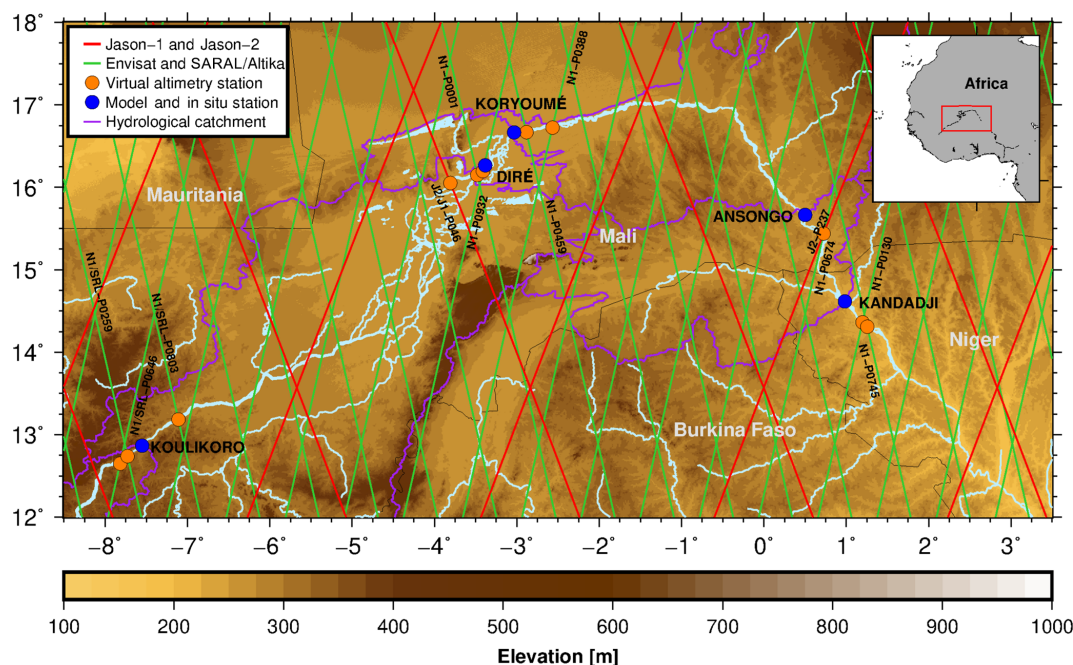 18°
17°
16°
15°
14°
13°
12°
Jason−1 and Jason−2
Envisat and SARAL/Altika
Virtual altimetry station
Model and in situ station
Hydrological catchment
Africa
N1−P0001
N1−P0388
KORYOUMÉ
DIRÉ
Mauritania
J2/J1−P046
N1−P0932
N1−P0459
Mali
ANSONGO
J2−P237
N1−P0674
N1−P0130
KANDADJI
N1/SRL−P0259
N1/SRL−P0803
N1/SRL−P0646
Niger
N1−P0745
Burkina Faso
KOULIKORO
−8° −7° −6° −5° −4° −3° −2° −1° 0° 1° 2° 3°
100 200 300 400 500 600 700 800 900 1000
Elevation [m]